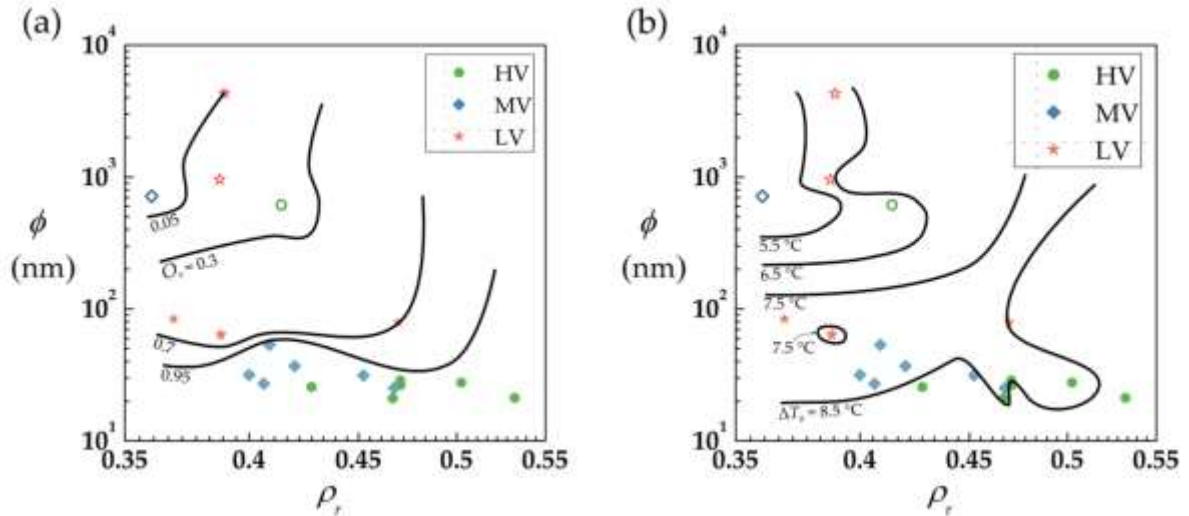 (a)
10⁴
10³
10²
10¹
ϕ
(nm)
HV
MV
LV
0.05
Oᵥ = 0.3
0.7
0.95
0.35
0.4
0.45
0.5
0.55
ρᵣ
(b)
10⁴
10³
10²
10¹
ϕ
(nm)
HV
MV
LV
5.5 °C
6.5 °C
7.5 °C
7.5 °C
= 8.5 °C
0.35
0.4
0.45
0.5
0.55
ρᵣ